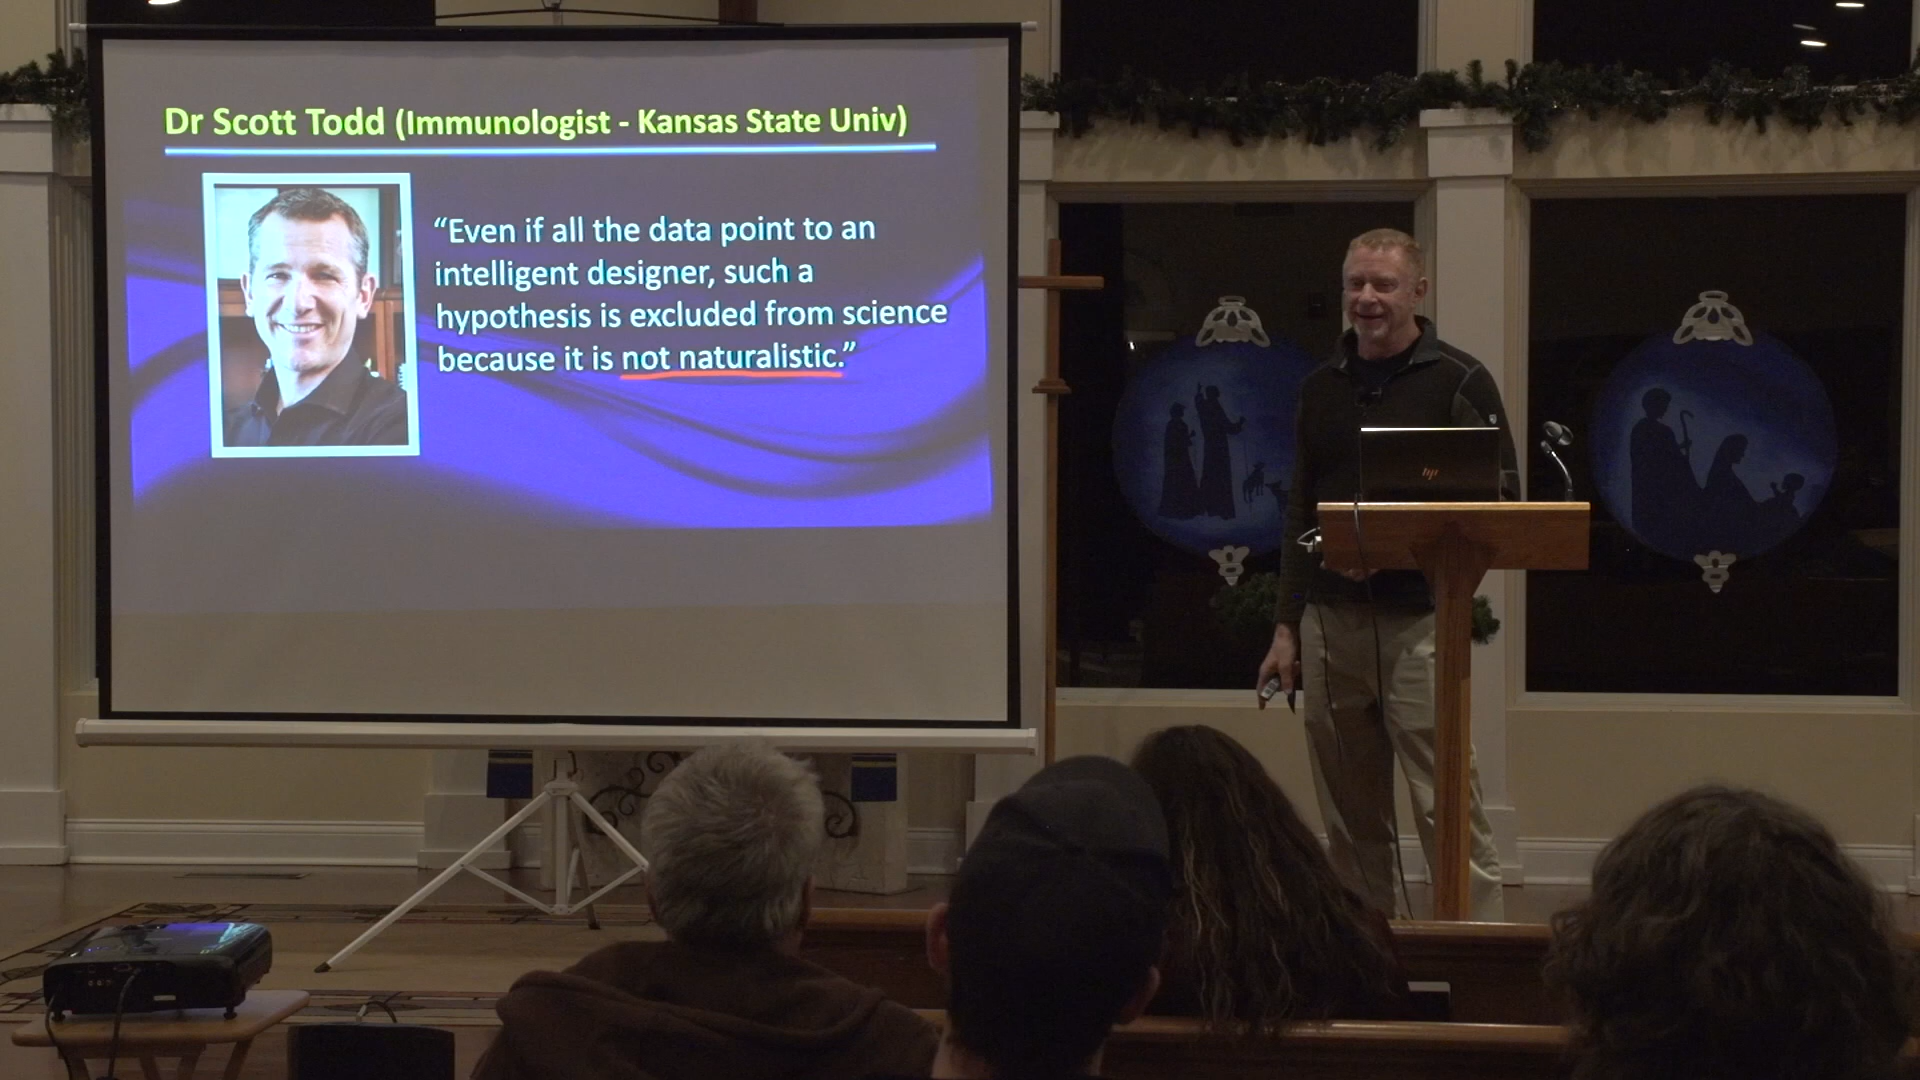 Dr Scott Todd (Immunologist - Kansas State Univ)
“Even if all the data point to an
intelligent designer, such a
hypothesis is excluded from science
because it is not naturalistic.”
hp